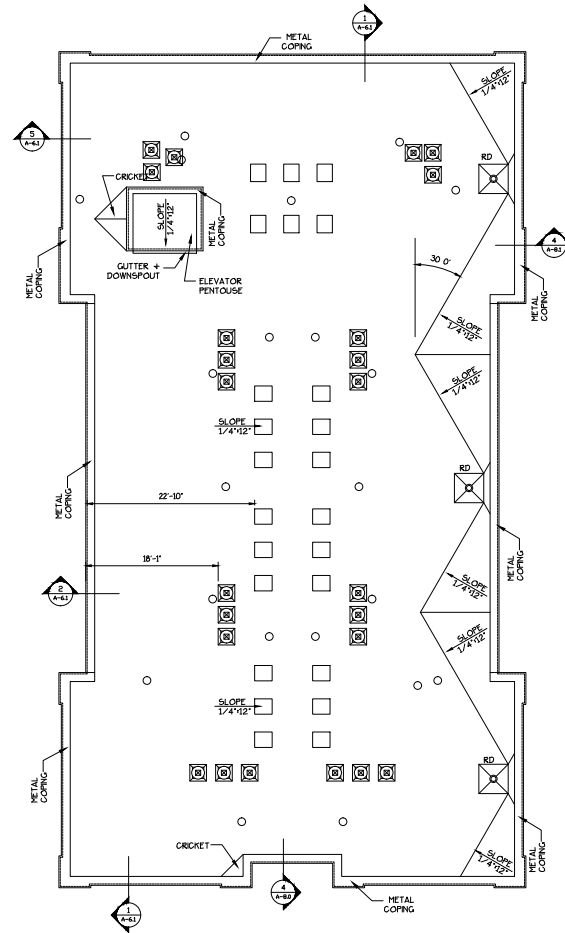 1
A-6.1
METAL
COPING
SLOPE
1/4":12"
5
A-6.1
RD
CRICKET
SLOPE
1/4":12"
METAL
COPING
4
A-8.1
30.0'
GUTTER +
DOWNSPOUT
ELEVATOR
PENTOUSE
METAL
COPING
METAL
COPING
SLOPE
1/4":12"
SLOPE
1/4":12"
SLOPE
1/4":12"
RD
METAL
COPING
22'-10"
METAL
COPING
18'-1"
2
A-6.1
SLOPE
1/4":12"
SLOPE
1/4":12"
SLOPE
1/4":12"
RD
METAL
COPING
METAL
COPING
CRICKET
SLOPE
1/4":12"
4
A-8.0
METAL
COPING
1
A-6.1